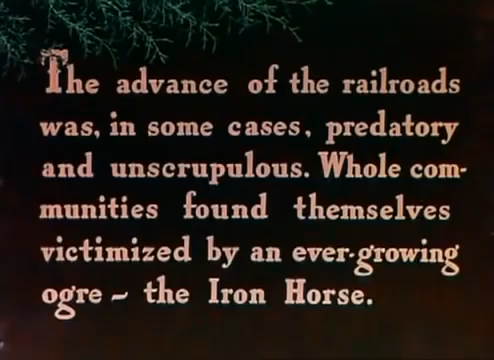 The advance of the railroads
was, in some cases, predatory
and unscrupulous. Whole com-
munities found themselves
victimized by an ever-growing
ogre ~ the Iron Horse.